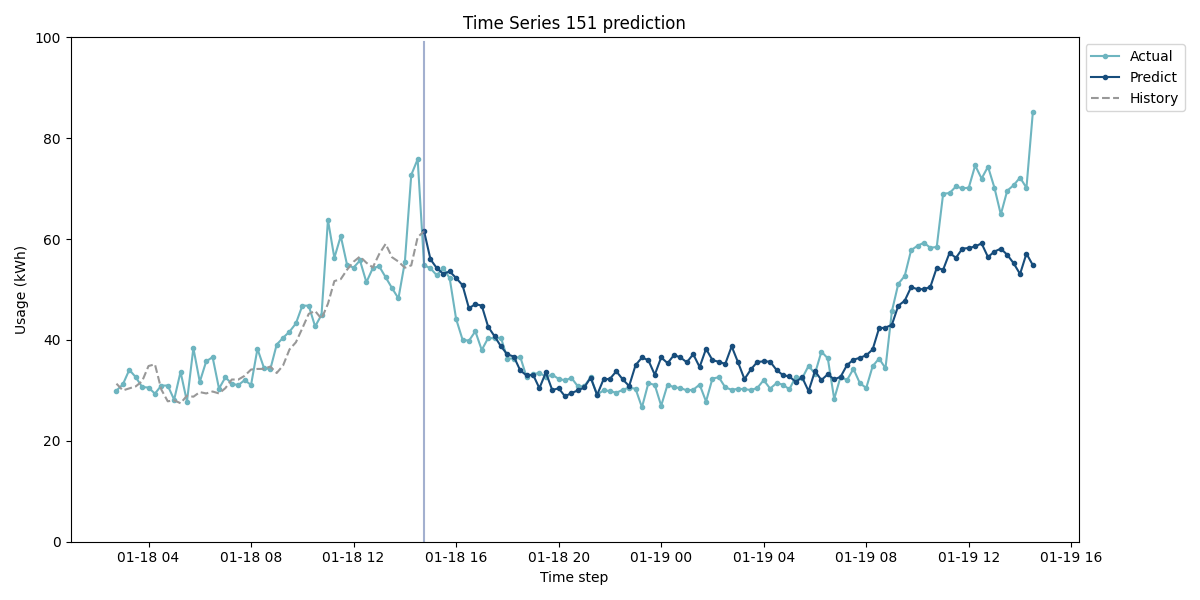 Time Series 151 prediction
100
80
60
40
20
0
Usage (kWh)
01-18 04
01-18 08
01-18 12
01-18 16
01-18 20
01-19 00
01-19 04
01-19 08
01-19 12
01-19 16
Time step
Actual
Predict
History